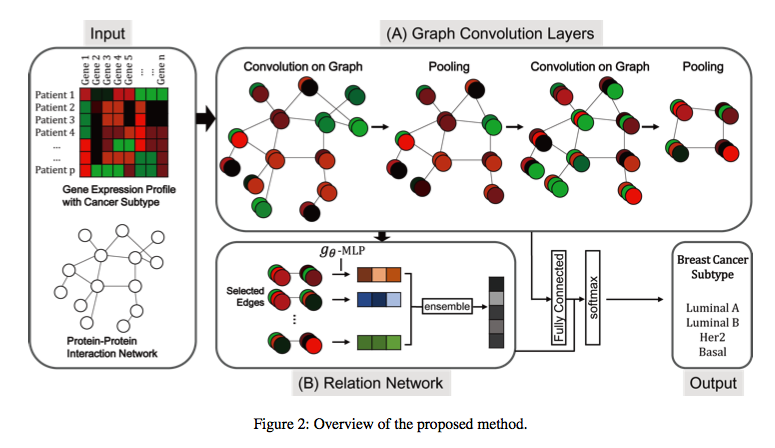 Input
(A) Graph Convolution Layers
Gene 1
Gene 2
Gene 3
Gene 4
Gene 5
...
...
Gene n
Patient 1
Patient 2
Patient 3
Patient 4
...
...
Patient p
Gene Expression Profile
with Cancer Subtype
Protein-Protein
Interaction Network
Convolution on Graph
Pooling
Convolution on Graph
Pooling
gθ-MLP
Selected
Edges
...
ensemble
(B) Relation Network
Fully Connected
softmax
Breast Cancer
Subtype
Luminal A
Luminal B
Her2
Basal
Output
Figure 2: Overview of the proposed method.